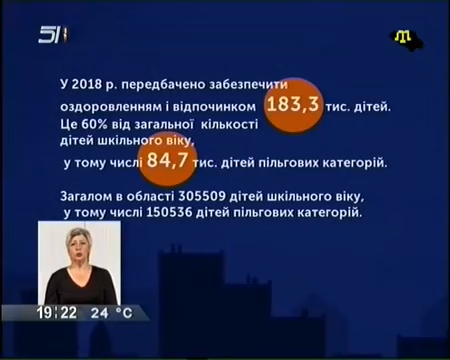 51
У 2018 р. передбачено забезпечити
оздоровленням і відпочинком 183,3 тис. дітей.
Це 60% від загальної кількості
дітей шкільного віку,
у тому числі 84,7 тис. дітей пільгових категорій.
Загалом в області 305509 дітей шкільного віку,
у тому числі 150536 дітей пільгових категорій.
19:22 24 °C